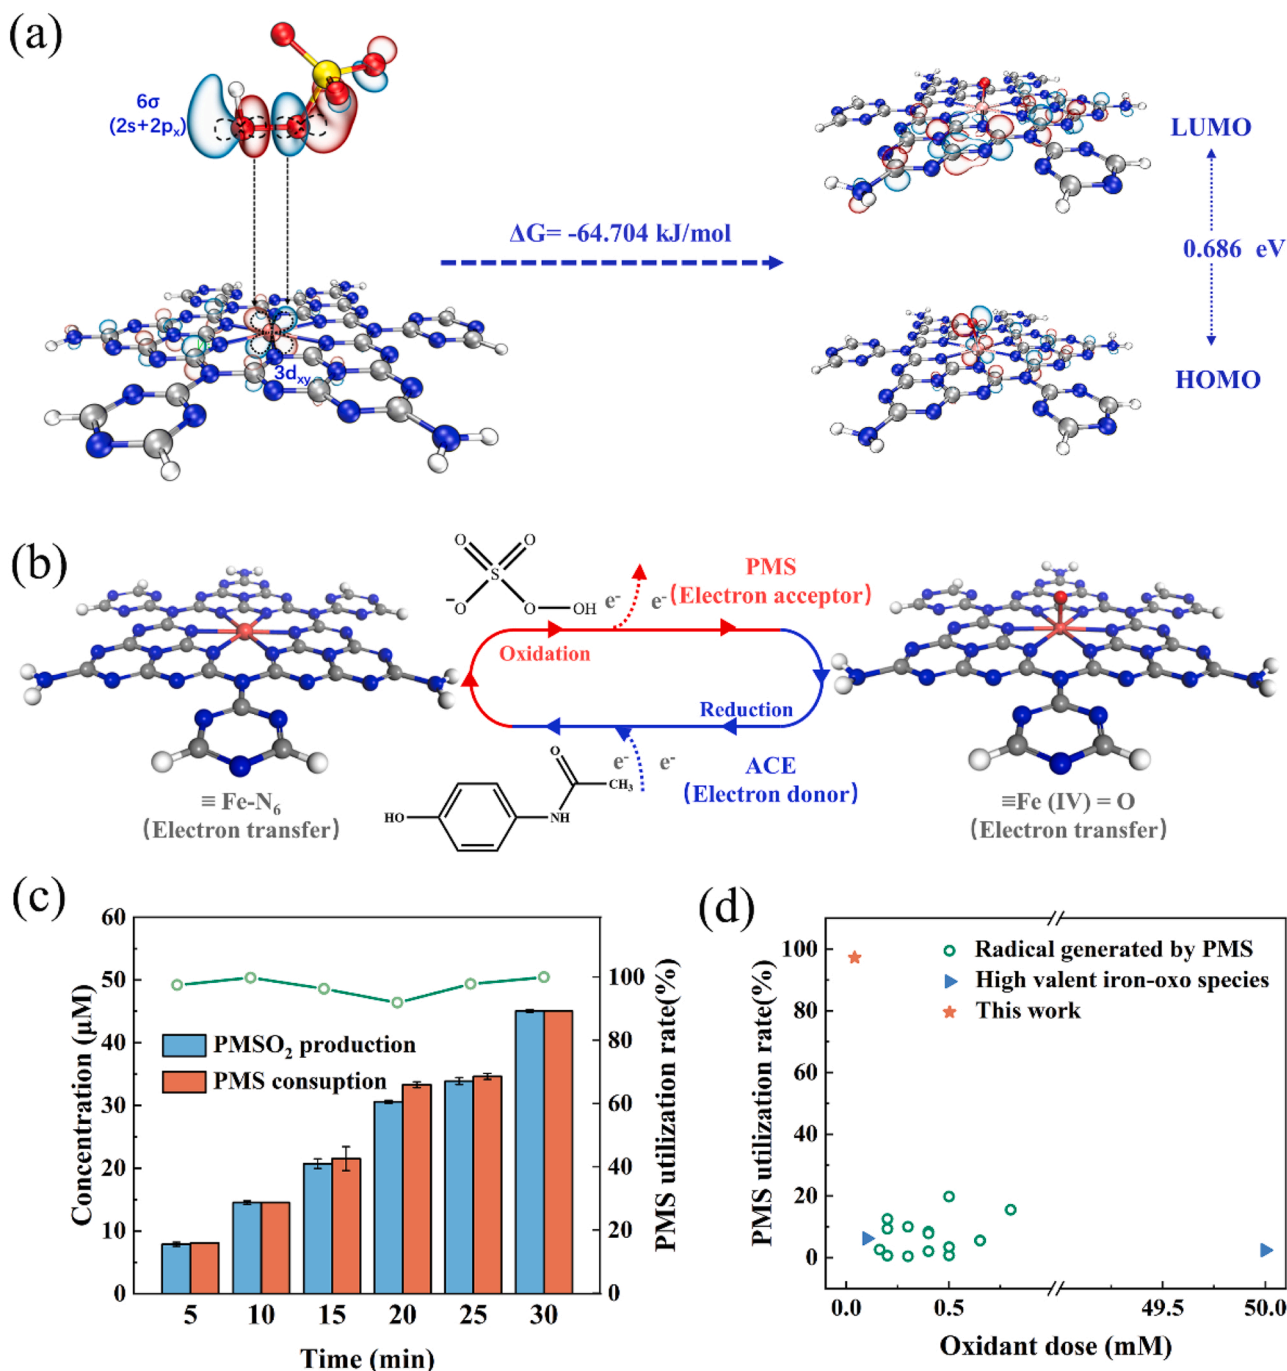 (a)
6σ
(2s+2pₓ)
3d_xy
ΔG= -64.704 kJ/mol
LUMO
0.686 eV
HOMO
(b)
O
O
S
⁻O
O
OH
e⁻
e⁻
PMS
(Electron acceptor)
Oxidation
Reduction
e⁻
e⁻
ACE
(Electron donor)
O
CH₃
NH
HO
≡ Fe-N₆
(Electron transfer)
≡Fe (IV) = O
(Electron transfer)
(c)
60
50
40
30
20
10
0
Concentration (μM)
PMSO₂ production
PMS consuption
100
80
60
40
20
0
PMS utilization rate(%)
5 10 15 20 25 30
Time (min)
(d)
100
80
60
40
20
0
PMS utilization rate(%)
Radical generated by PMS
High valent iron-oxo species
This work
0.0 0.5 49.5 50.0
Oxidant dose (mM)